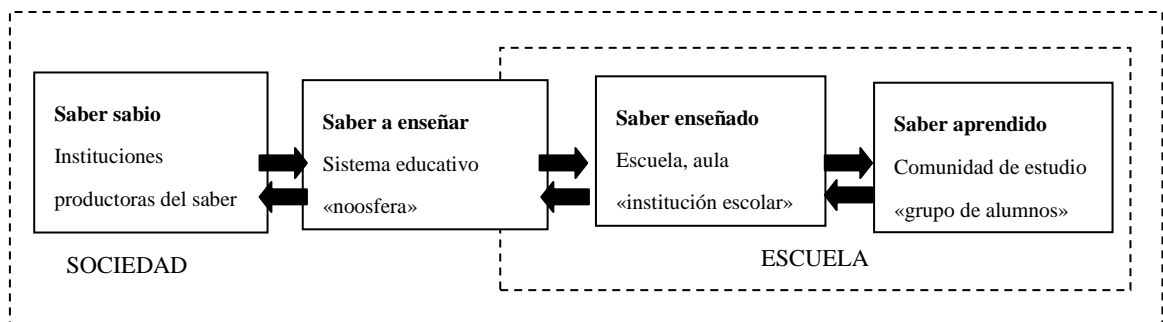 Saber sabio
Instituciones
productoras del saber
Saber a enseñar
Sistema educativo
«noosfera»
Saber enseñado
Escuela, aula
«institución escolar»
Saber aprendido
Comunidad de estudio
«grupo de alumnos»
SOCIEDAD
ESCUELA